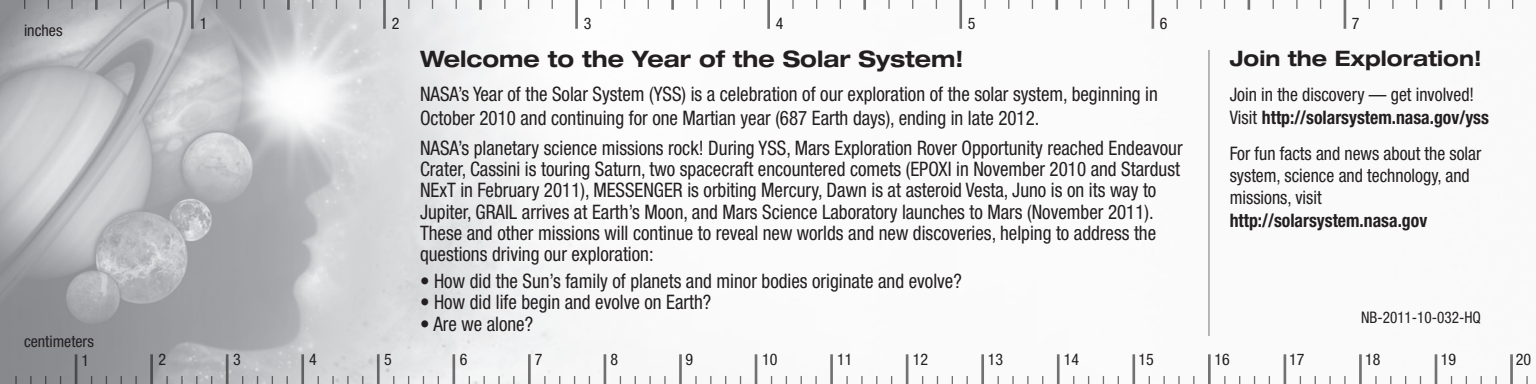 inches
1 2 3 4 5 6 7
Welcome to the Year of the Solar System!
NASA's Year of the Solar System (YSS) is a celebration of our exploration of the solar system, beginning in
October 2010 and continuing for one Martian year (687 Earth days), ending in late 2012.
NASA's planetary science missions rock! During YSS, Mars Exploration Rover Opportunity reached Endeavour
Crater, Cassini is touring Saturn, two spacecraft encountered comets (EPOXI in November 2010 and Stardust
NExT in February 2011), MESSENGER is orbiting Mercury, Dawn is at asteroid Vesta, Juno is on its way to
Jupiter, GRAIL arrives at Earth's Moon, and Mars Science Laboratory launches to Mars (November 2011).
These and other missions will continue to reveal new worlds and new discoveries, helping to address the
questions driving our exploration:
• How did the Sun's family of planets and minor bodies originate and evolve?
• How did life begin and evolve on Earth?
• Are we alone?
Join the Exploration!
Join in the discovery — get involved!
Visit http://solarsystem.nasa.gov/yss
For fun facts and news about the solar
system, science and technology, and
missions, visit
http://solarsystem.nasa.gov
NB-2011-10-032-HQ
centimeters
1 2 3 4 5 6 7 8 9 10 11 12 13 14 15 16 17 18 19 20